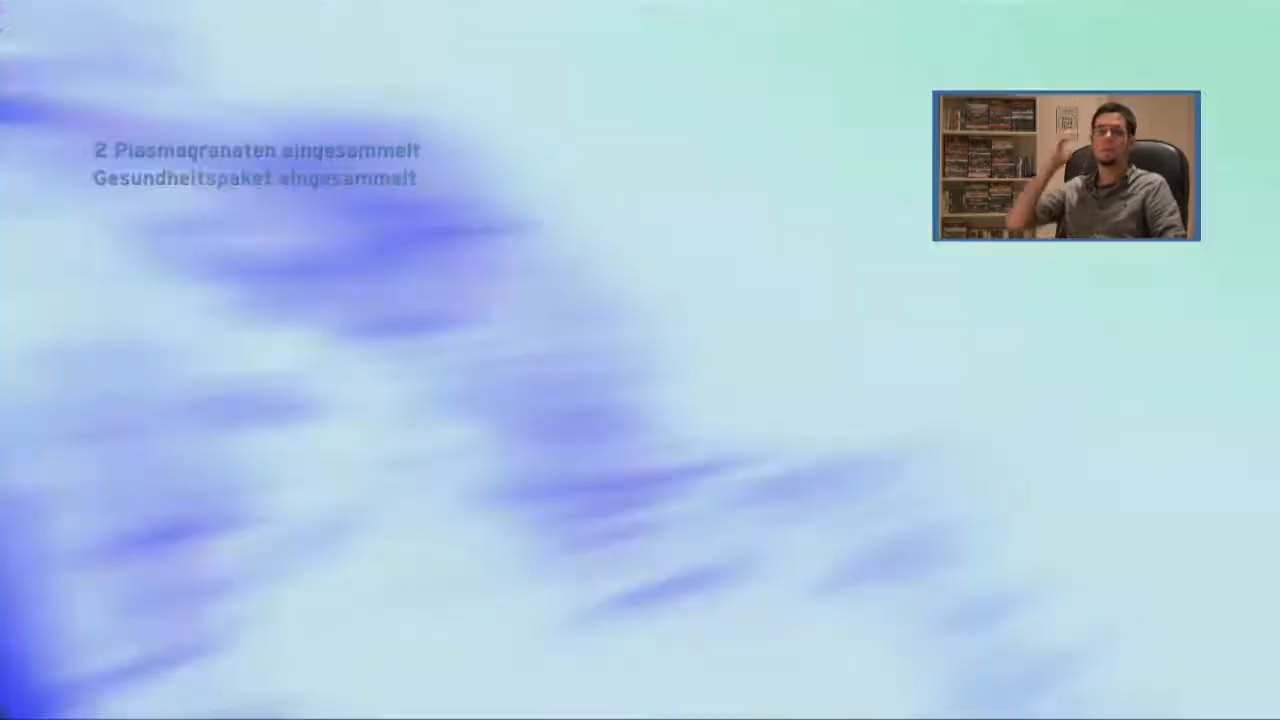 2 Plasmagranaten eingesammelt
Gesundheitspaket eingesammelt